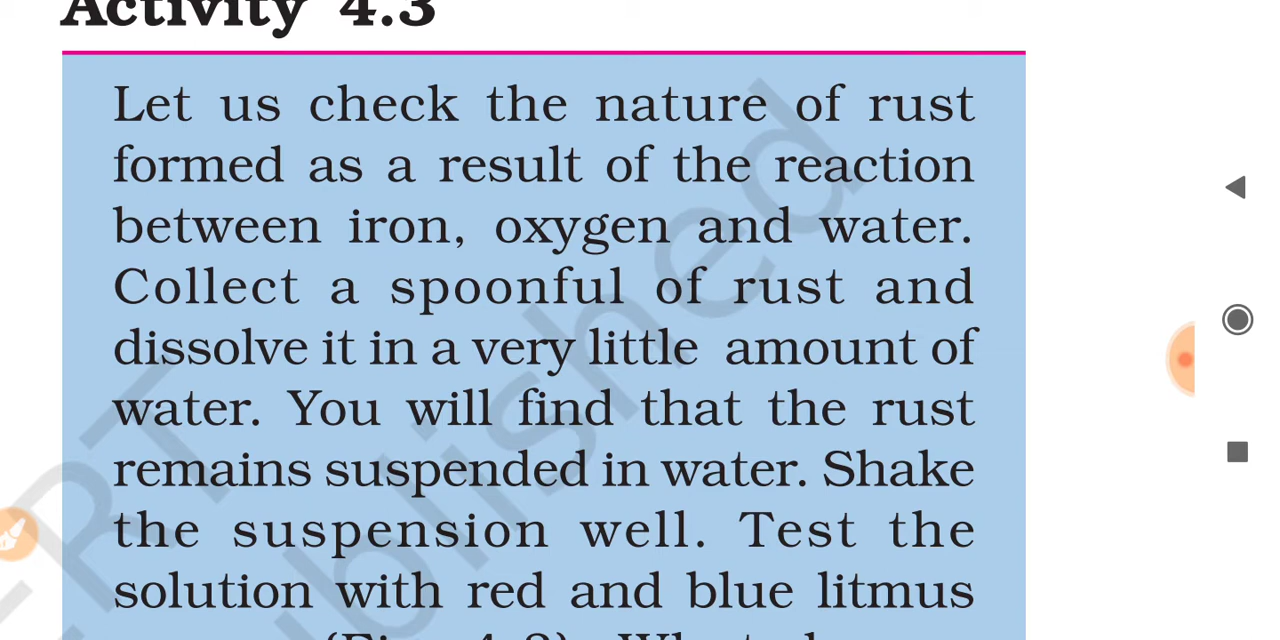 Activity 4.3
Let us check the nature of rust
formed as a result of the reaction
between iron, oxygen and water.
Collect a spoonful of rust and
dissolve it in a very little amount of
water. You will find that the rust
remains suspended in water. Shake
the suspension well. Test the
solution with red and blue litmus